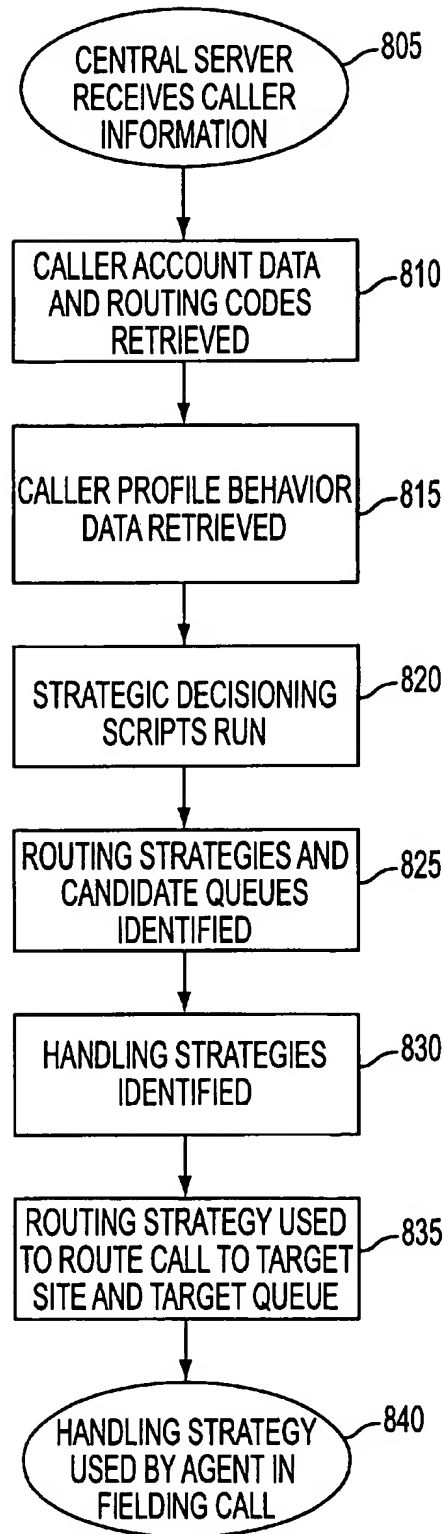 CENTRAL SERVER
RECEIVES CALLER
INFORMATION
805
CALLER ACCOUNT DATA
AND ROUTING CODES
RETRIEVED
810
CALLER PROFILE BEHAVIOR
DATA RETRIEVED
815
STRATEGIC DECISIONING
SCRIPTS RUN
820
ROUTING STRATEGIES AND
CANDIDATE QUEUES
IDENTIFIED
825
HANDLING STRATEGIES
IDENTIFIED
830
ROUTING STRATEGY USED
TO ROUTE CALL TO TARGET
SITE AND TARGET QUEUE
835
HANDLING STRATEGY
USED BY AGENT IN
FIELDING CALL
840